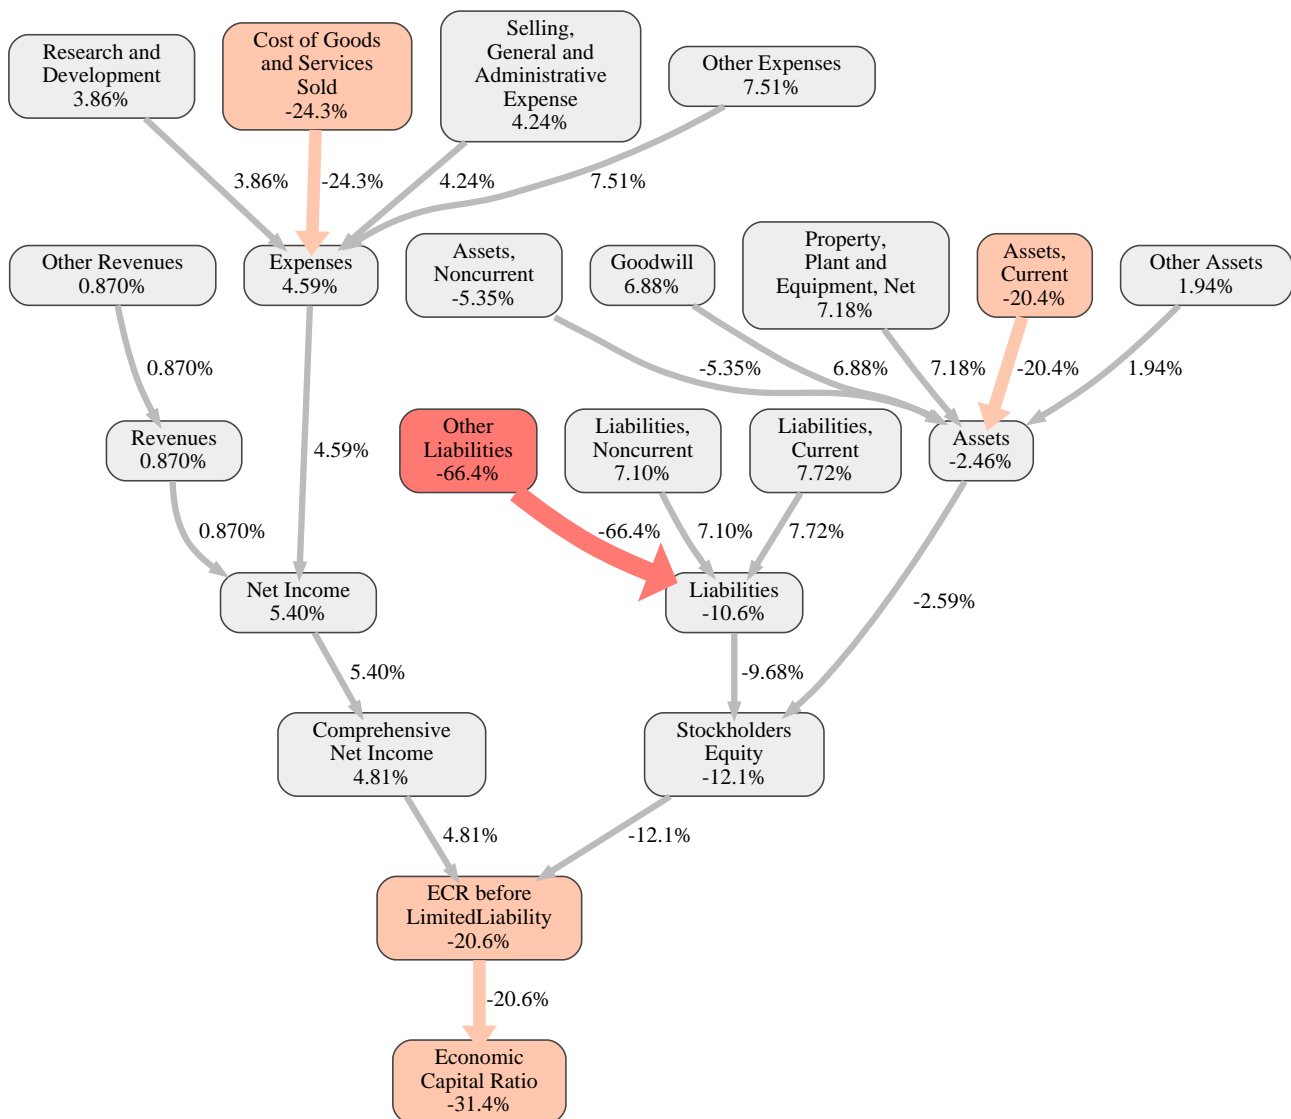 Research and
Development
3.86%
Cost of Goods
and Services
Sold
-24.3%
Selling,
General and
Administrative
Expense
4.24%
Other Expenses
7.51%
3.86%
-24.3%
4.24%
7.51%
Other Revenues
0.870%
Expenses
4.59%
Assets,
Noncurrent
-5.35%
Goodwill
6.88%
Property,
Plant and
Equipment, Net
7.18%
Assets,
Current
-20.4%
Other Assets
1.94%
0.870%
4.59%
-5.35%
6.88%
7.18%
-20.4%
1.94%
Revenues
0.870%
Other
Liabilities
-66.4%
Liabilities,
Noncurrent
7.10%
Liabilities,
Current
7.72%
Assets
-2.46%
0.870%
-66.4%
7.10%
7.72%
-2.59%
Net Income
5.40%
Liabilities
-10.6%
5.40%
-9.68%
Comprehensive
Net Income
4.81%
Stockholders
Equity
-12.1%
4.81%
-12.1%
ECR before
LimitedLiability
-20.6%
-20.6%
Economic
Capital Ratio
-31.4%